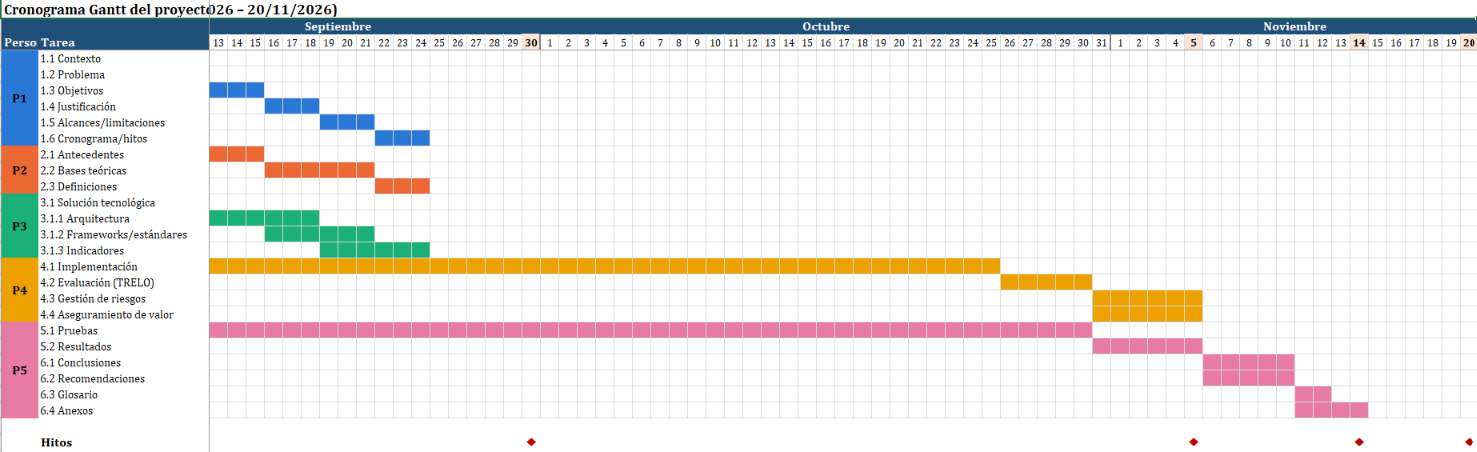 Cronograma Gantt del proyecto026 – 20/11/2026)
Septiembre Octubre Noviembre
Perso Tarea 13 14 15 16 17 18 19 20 21 22 23 24 25 26 27 28 29 30 1 2 3 4 5 6 7 8 9 10 11 12 13 14 15 16 17 18 19 20 21 22 23 24 25 26 27 28 29 30 31 1 2 3 4 5 6 7 8 9 10 11 12 13 14 15 16 17 18 19 20
P1
1.1 Contexto
1.2 Problema
1.3 Objetivos
1.4 Justificación
1.5 Alcances/limitaciones
1.6 Cronograma/hitos
P2
2.1 Antecedentes
2.2 Bases teóricas
2.3 Definiciones
P3
3.1 Solución tecnológica
3.1.1 Arquitectura
3.1.2 Frameworks/estándares
3.1.3 Indicadores
P4
4.1 Implementación
4.2 Evaluación (TRELO)
4.3 Gestión de riesgos
4.4 Aseguramiento de valor
P5
5.1 Pruebas
5.2 Resultados
6.1 Conclusiones
6.2 Recomendaciones
6.3 Glosario
6.4 Anexos
Hitos